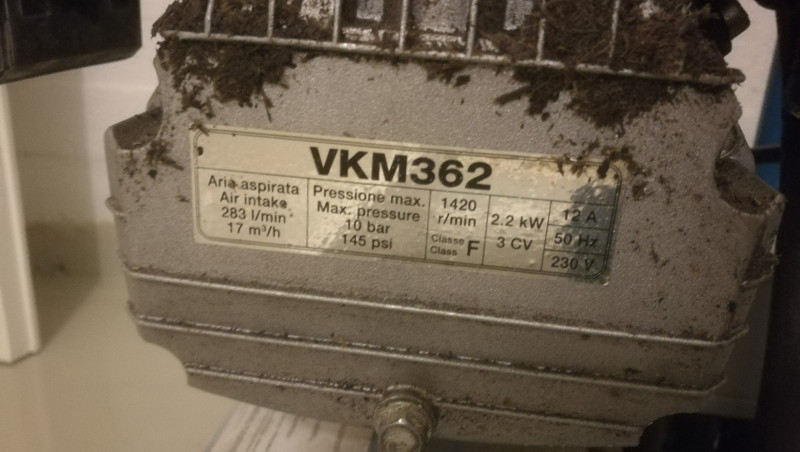 VKM362
Aria aspirata
Air intake
283 l/min
17 m³/h
Pressione max.
Max. pressure
10 bar
145 psi
1420
r/min
Classe
Class F
2.2 kW
3 CV
12 A
50 Hz
230 V